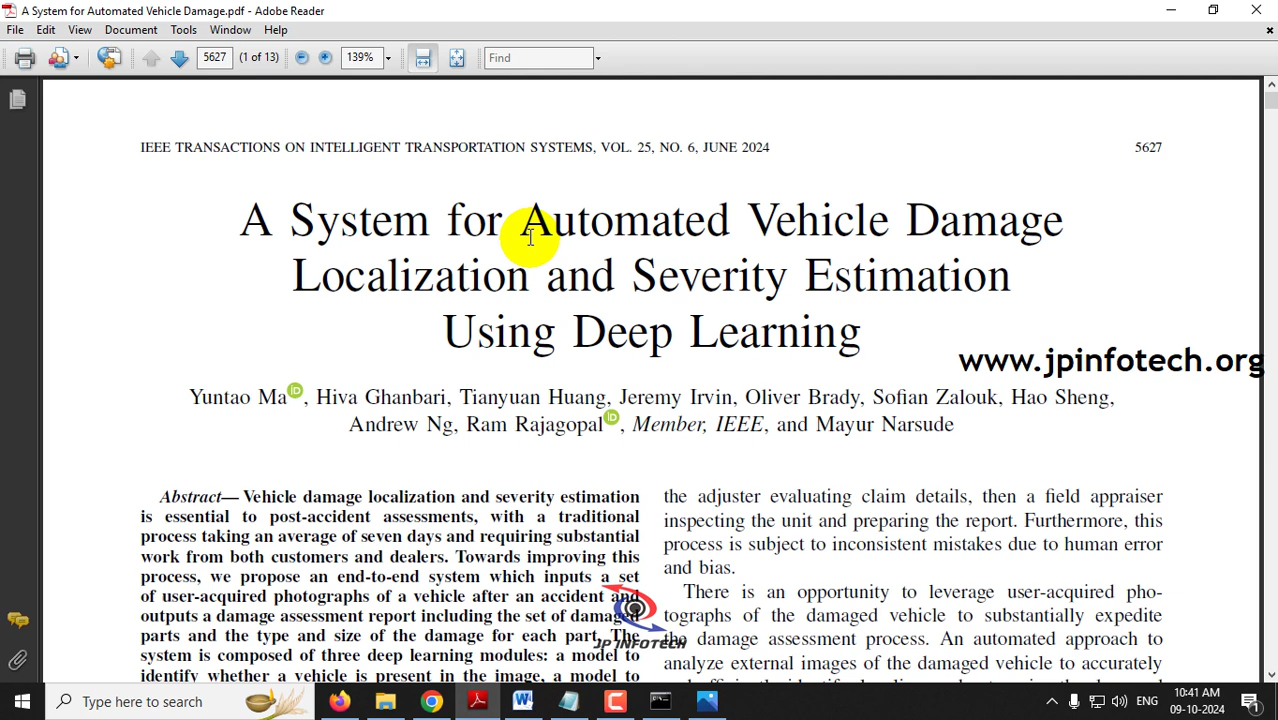 A System for Automated Vehicle Damage.pdf - Adobe Reader
File Edit View Document Tools Window Help
5627 (1 of 13) 139% Find
IEEE TRANSACTIONS ON INTELLIGENT TRANSPORTATION SYSTEMS, VOL. 25, NO. 6, JUNE 2024 5627
A System for Automated Vehicle Damage
Localization and Severity Estimation
Using Deep Learning
www.jpinfotech.org
Yuntao Ma, Hiva Ghanbari, Tianyuan Huang, Jeremy Irvin, Oliver Brady, Sofian Zalouk, Hao Sheng,
Andrew Ng, Ram Rajagopal, Member, IEEE, and Mayur Narsude
Abstract— Vehicle damage localization and severity estimation
is essential to post-accident assessments, with a traditional
process taking an average of seven days and requiring substantial
work from both customers and dealers. Towards improving this
process, we propose an end-to-end system which inputs a set
of user-acquired photographs of a vehicle after an accident and
outputs a damage assessment report including the set of damaged
parts and the type and size of the damage for each part. The
system is composed of three deep learning modules: a model to
identify whether a vehicle is present in the image, a model to
the adjuster evaluating claim details, then a field appraiser
inspecting the unit and preparing the report. Furthermore, this
process is subject to inconsistent mistakes due to human error
and bias.
There is an opportunity to leverage user-acquired pho-
tographs of the damaged vehicle to substantially expedite
the damage assessment process. An automated approach to
analyze external images of the damaged vehicle to accurately
JP INFOTECH
Type here to search
ENG
10:41 AM
09-10-2024
1